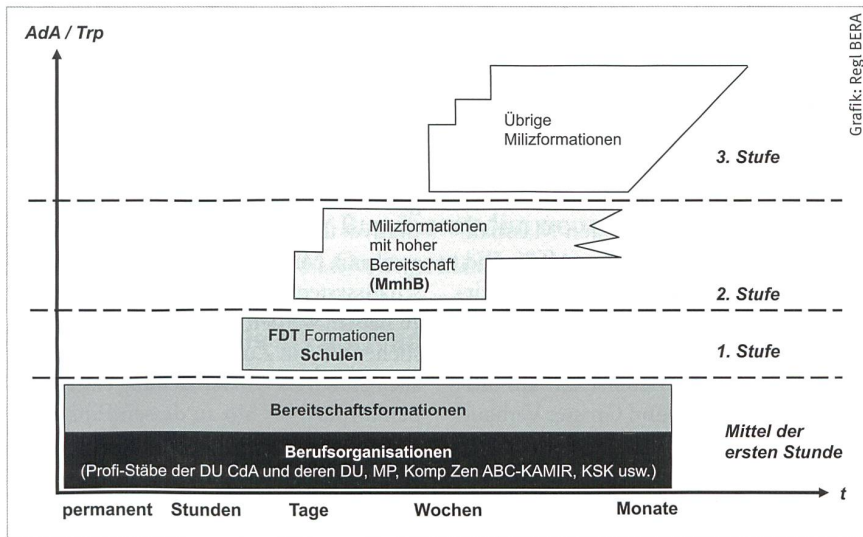 AdA / Trp
Grafik: Regl BERA
Übrige
Milizformationen
3. Stufe
Milizformationen
mit hoher
Bereitschaft
(MmhB)
2. Stufe
FDT Formationen
Schulen
1. Stufe
Bereitschaftsformationen
Berufsorganisationen
(Profi-Stäbe der DU CdA und deren DU, MP, Komp Zen ABC-KAMIR, KSK usw.)
Mittel der
ersten Stunde
t
permanent Stunden Tage Wochen Monate